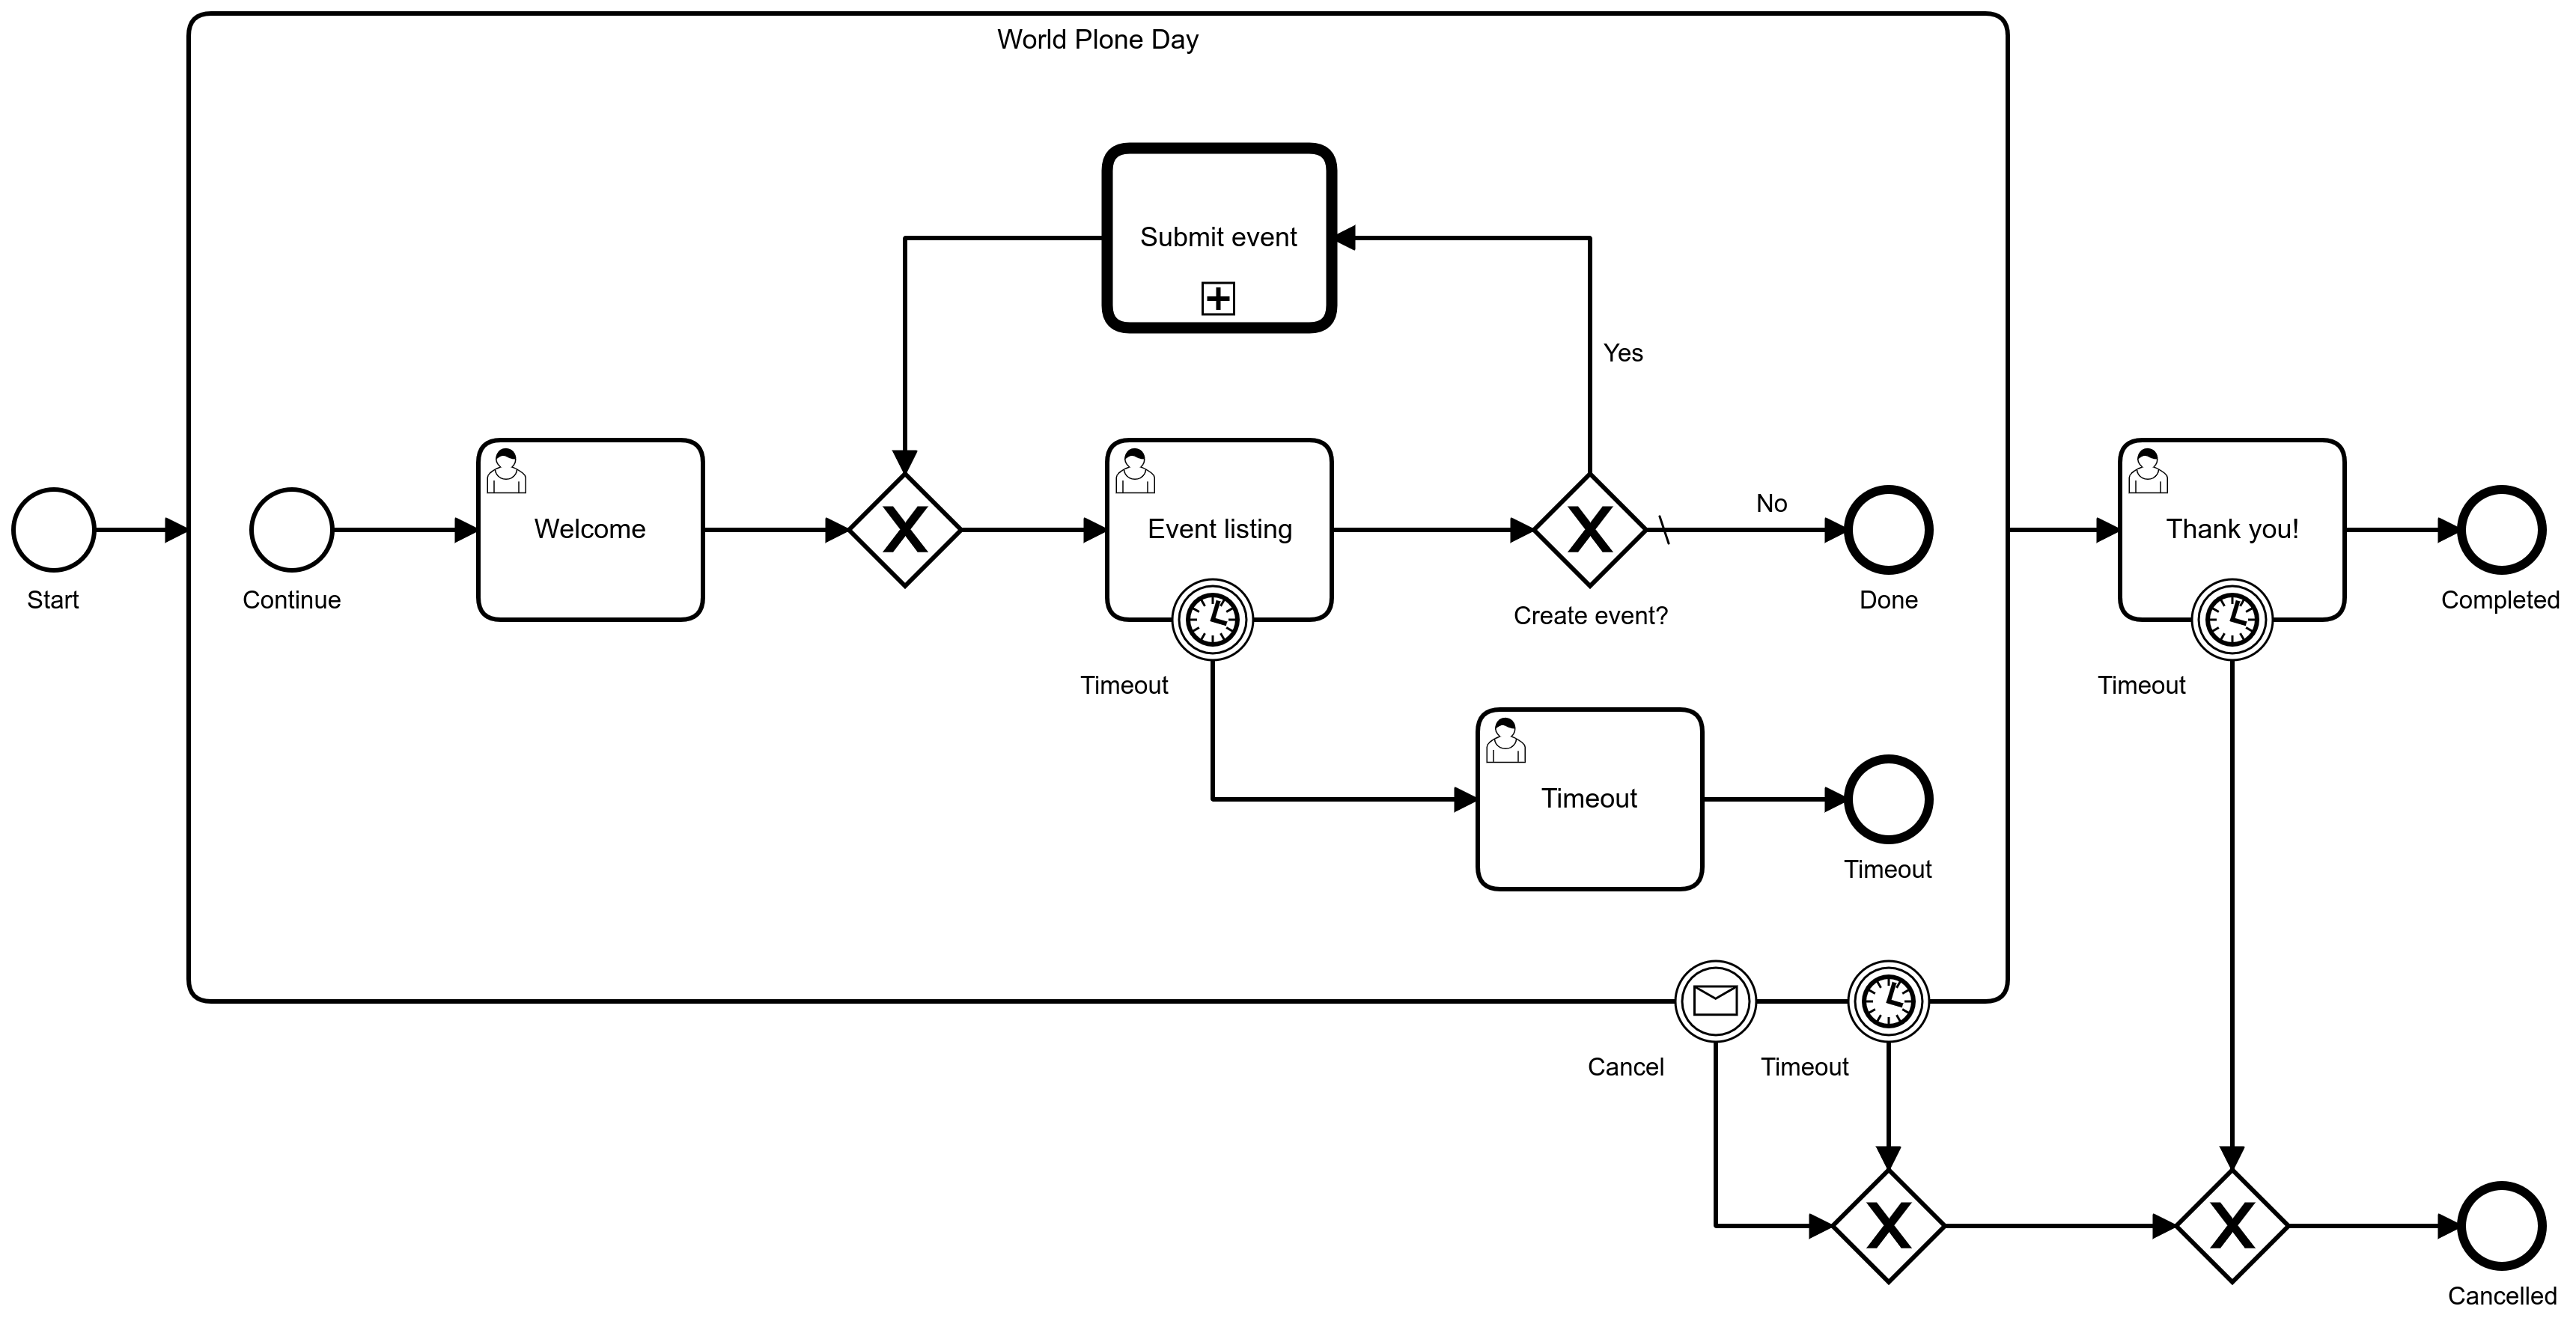 World Plone Day
Submit event
Yes
Welcome
Event listing
No
Thank you!
Start
Continue
Create event?
Done
Completed
Timeout
Timeout
Timeout
Timeout
Cancel
Timeout
Cancelled